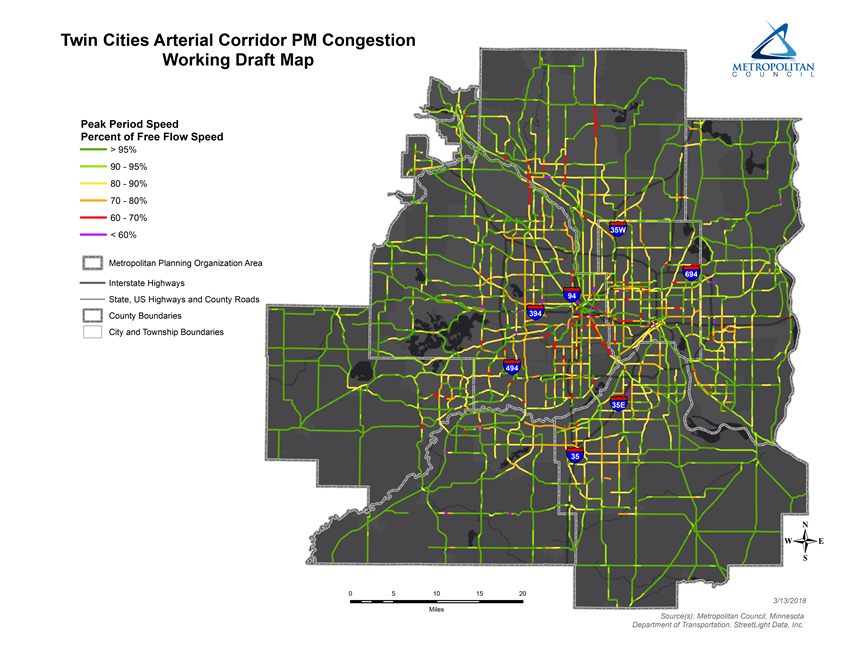 Twin Cities Arterial Corridor PM Congestion
Working Draft Map
METROPOLITAN
COUNCIL
Peak Period Speed
Percent of Free Flow Speed
> 95%
90 - 95%
80 - 90%
70 - 80%
60 - 70%
< 60%
Metropolitan Planning Organization Area
Interstate Highways
State, US Highways and County Roads
County Boundaries
City and Township Boundaries
35W
694
94
394
494
35E
35
N
W E
S
0 5 10 15 20
Miles
3/13/2018
Source(s): Metropolitan Council, Minnesota
Department of Transportation, StreetLight Data, Inc.